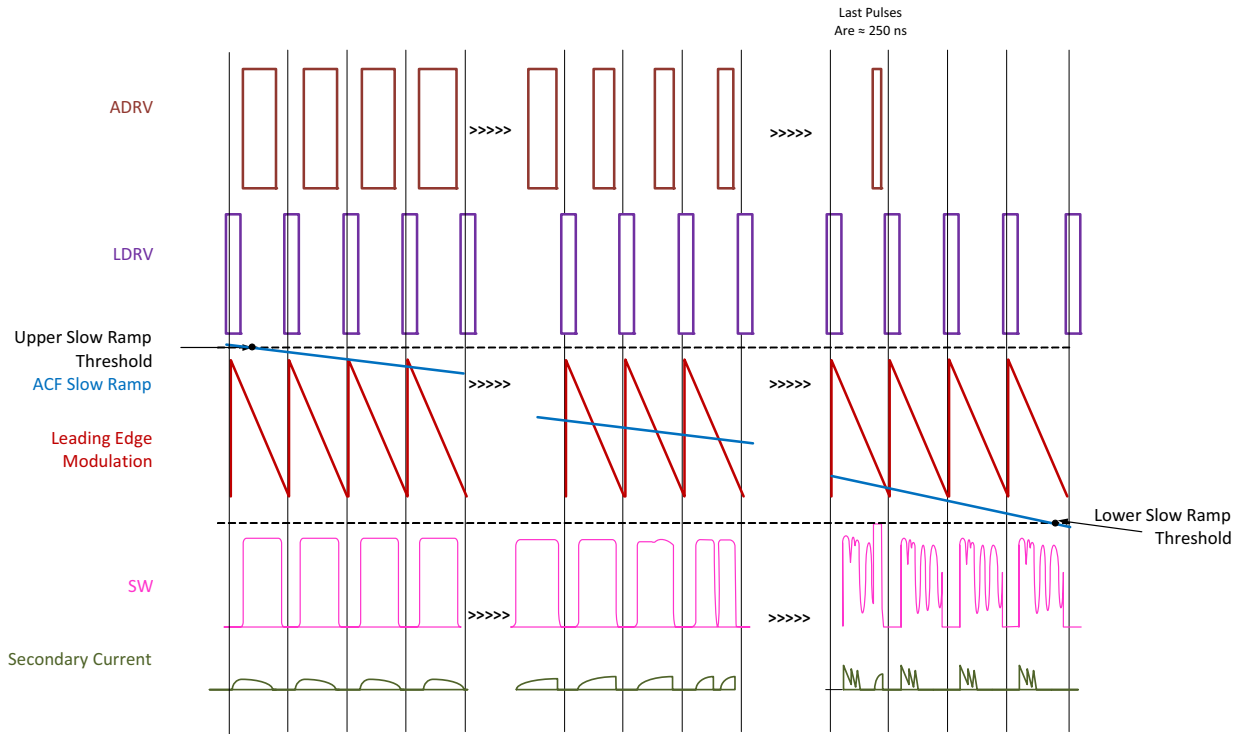 Last Pulses
Are ≈ 250 ns
ADRV
>>>>>
>>>>>
LDRV
Upper Slow Ramp
Threshold
ACF Slow Ramp
>>>>>
>>>>>
Leading Edge
Modulation
Lower Slow Ramp
Threshold
SW
>>>>>
>>>>>
Secondary Current